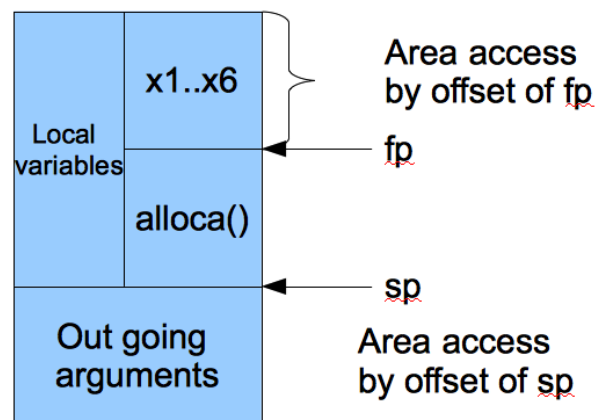 x1..x6
Area access
by offset of fp
Local
variables
fp
alloca()
sp
Out going
arguments
Area access
by offset of sp